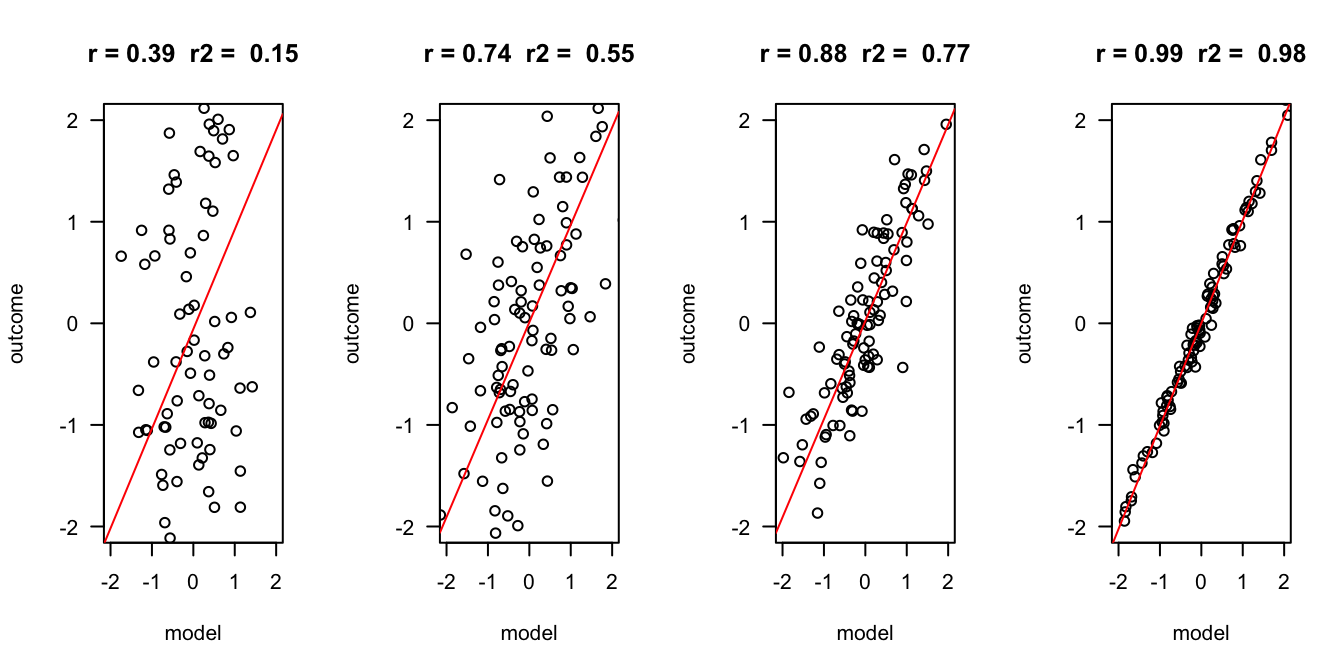 r = 0.39  r2 =  0.15
2
1
0
-1
-2
-2 -1 0 1 2
outcome
model
r = 0.74  r2 =  0.55
2
1
0
-1
-2
-2 -1 0 1 2
outcome
model
r = 0.88  r2 =  0.77
2
1
0
-1
-2
-2 -1 0 1 2
outcome
model
r = 0.99  r2 =  0.98
2
1
0
-1
-2
-2 -1 0 1 2
outcome
model